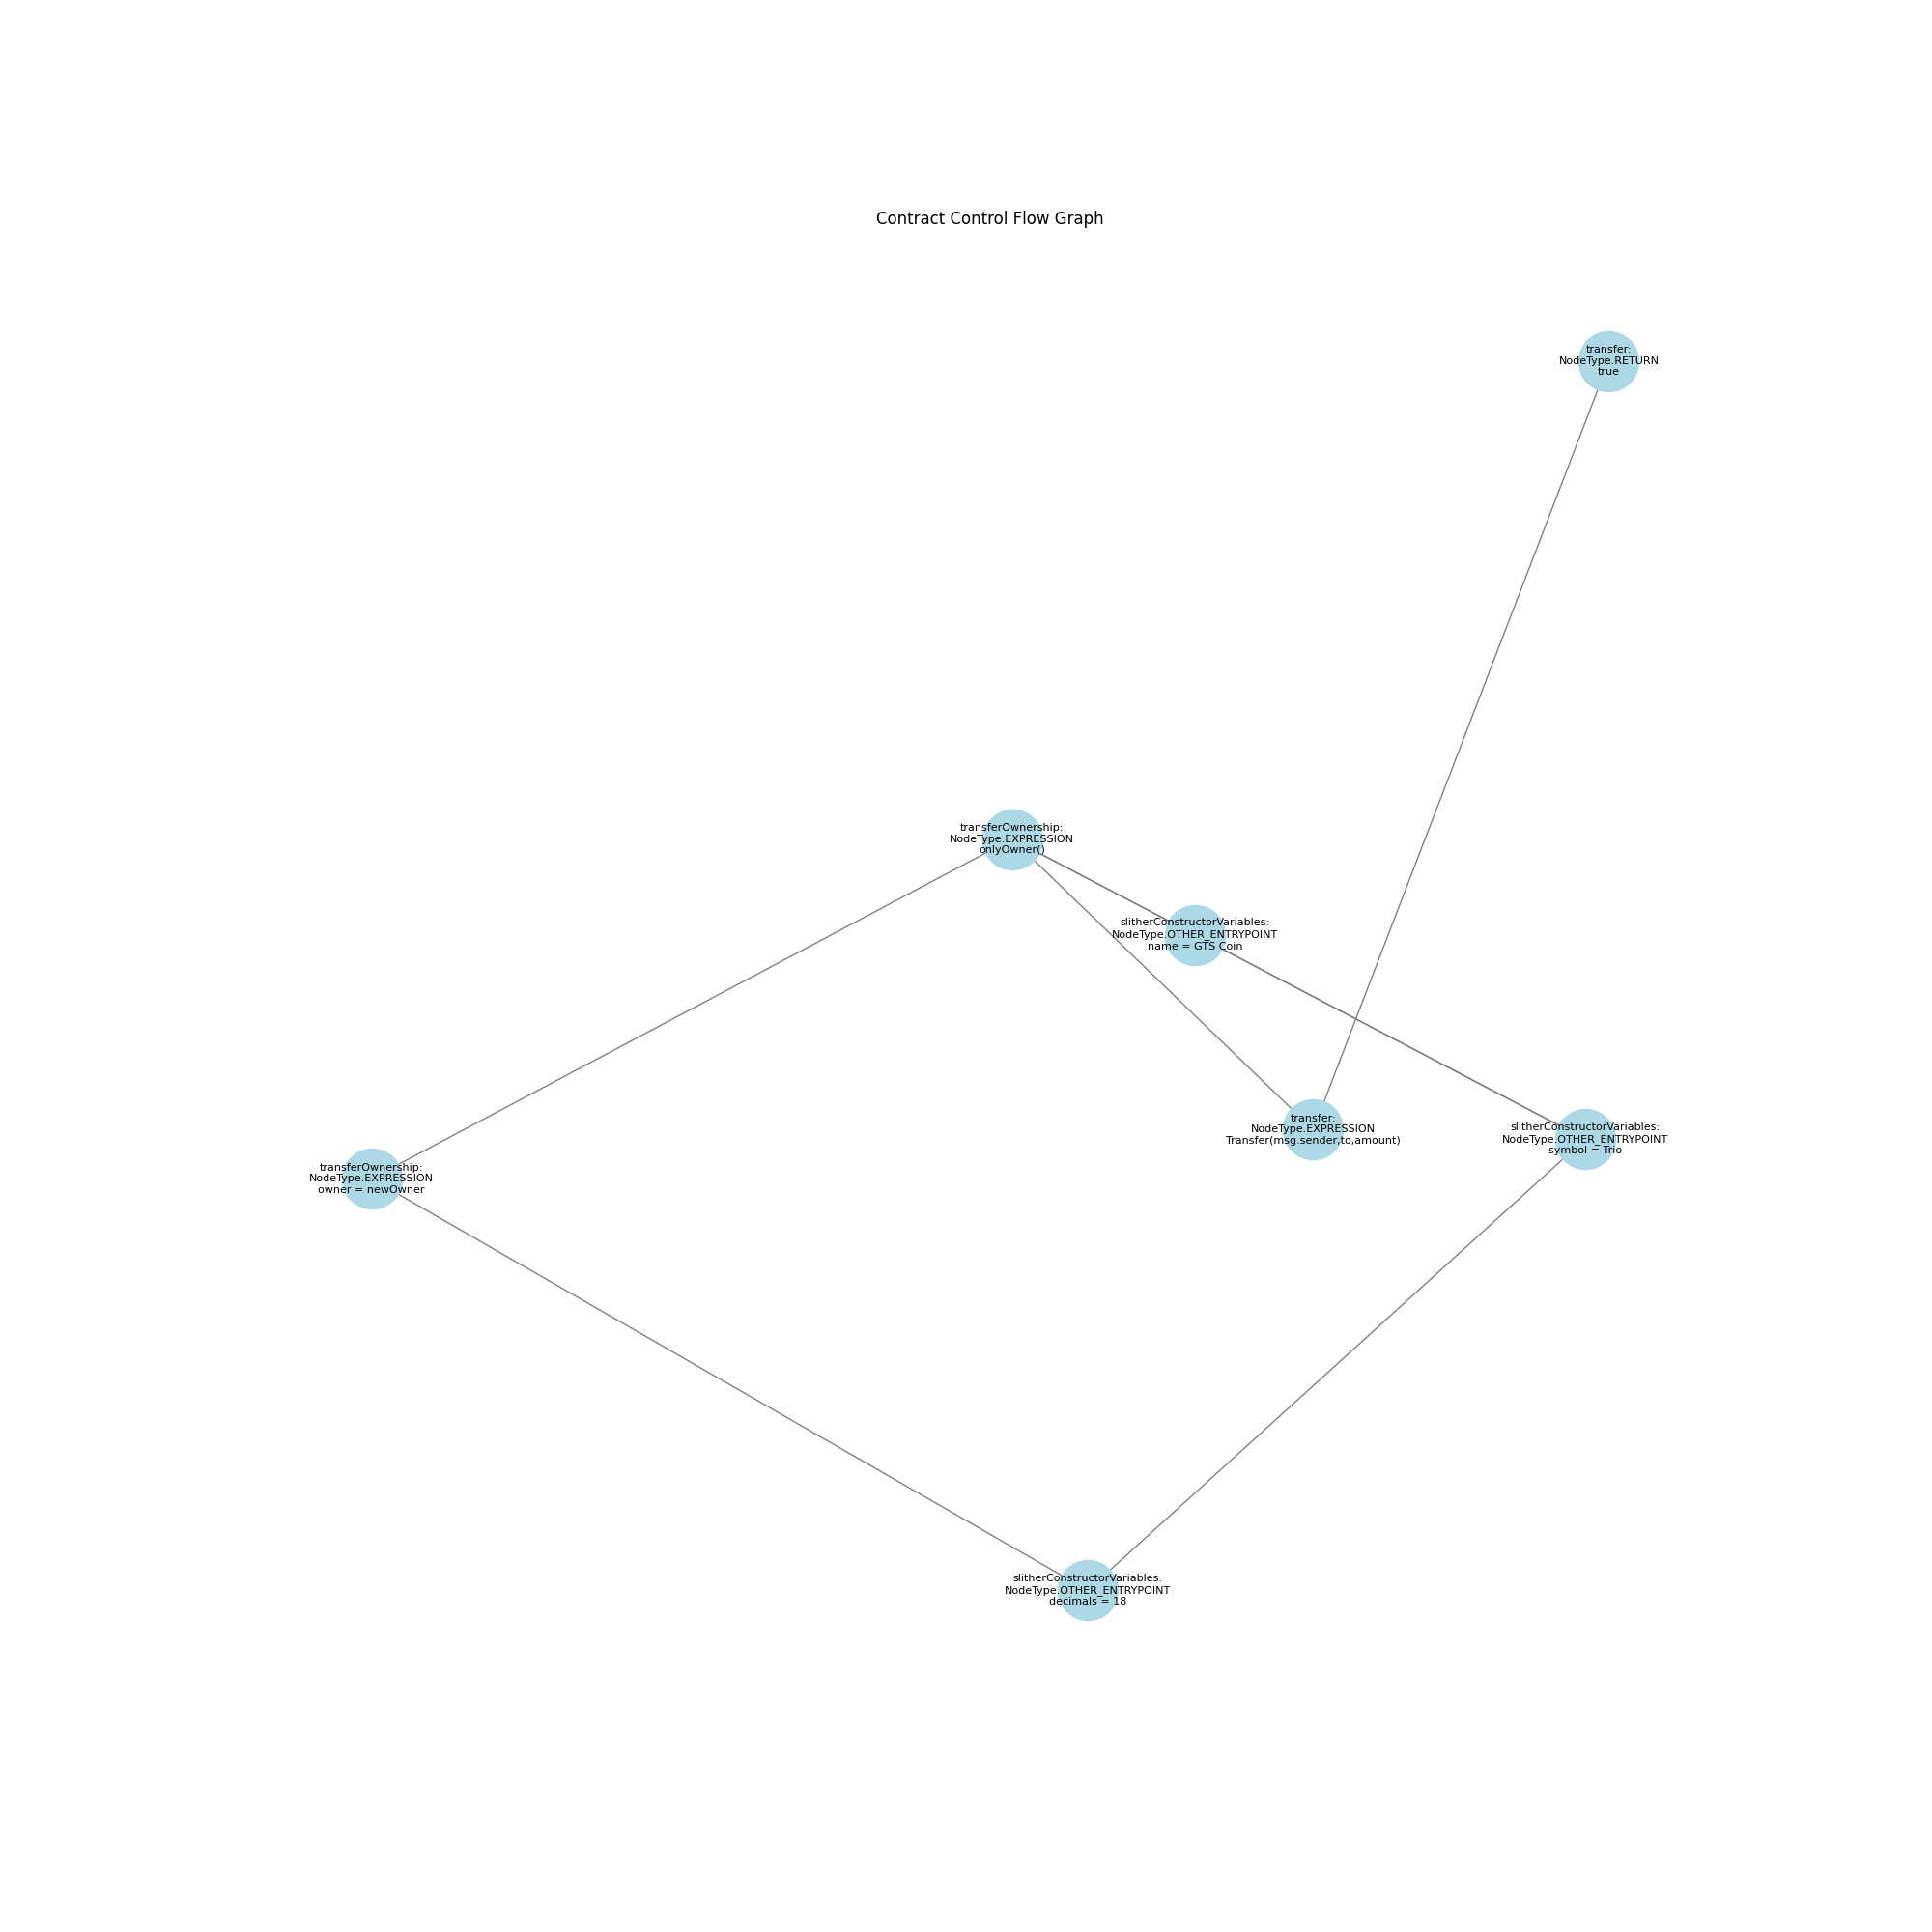 Contract Control Flow Graph
transfer:
NodeType.RETURN
true
transferOwnership:
NodeType.EXPRESSION
onlyOwner()
slitherConstructorVariables:
NodeType.OTHER_ENTRYPOINT
name = GTS Coin
transfer:
NodeType.EXPRESSION
Transfer(msg.sender,to,amount)
slitherConstructorVariables:
NodeType.OTHER_ENTRYPOINT
symbol = Trio
transferOwnership:
NodeType.EXPRESSION
owner = newOwner
slitherConstructorVariables:
NodeType.OTHER_ENTRYPOINT
decimals = 18